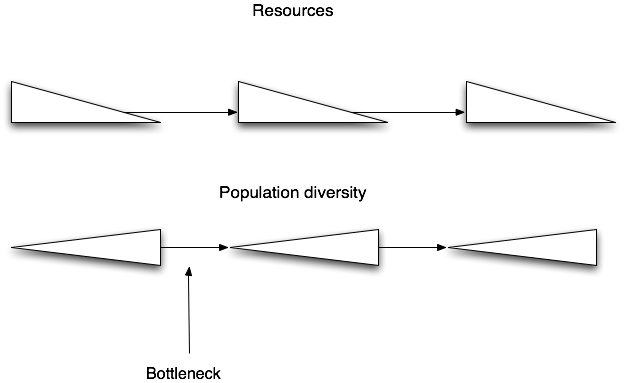 Resources
Population diversity
Bottleneck